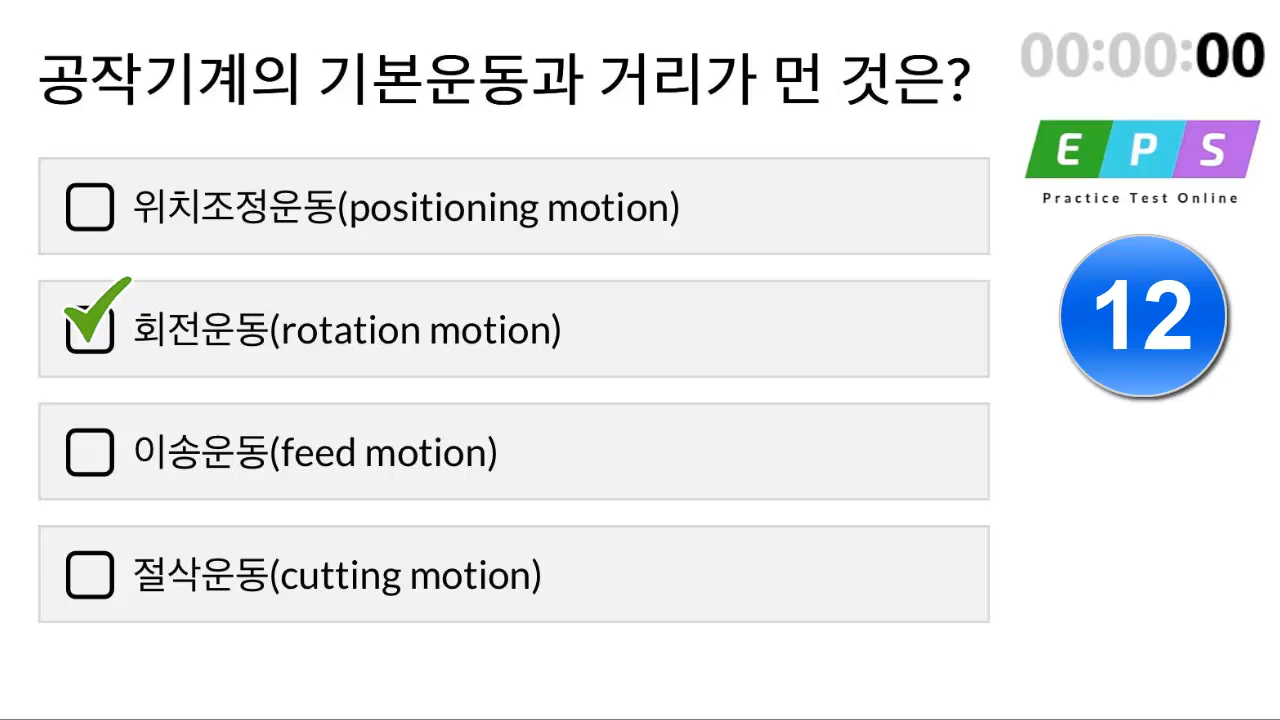 공작기계의 기본운동과 거리가 먼 것은?
00:00:00
EPS
Practice Test Online
12
위치조정운동(positioning motion)
회전운동(rotation motion)
이송운동(feed motion)
절삭운동(cutting motion)